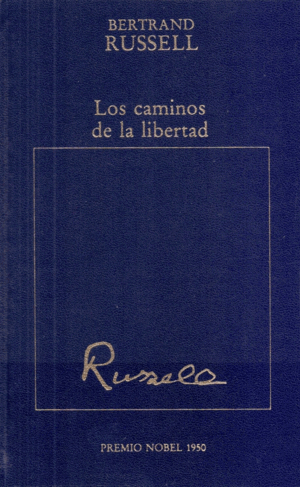 BERTRAND
RUSSELL
Los caminos
de la libertad
Russell
PREMIO NOBEL 1950